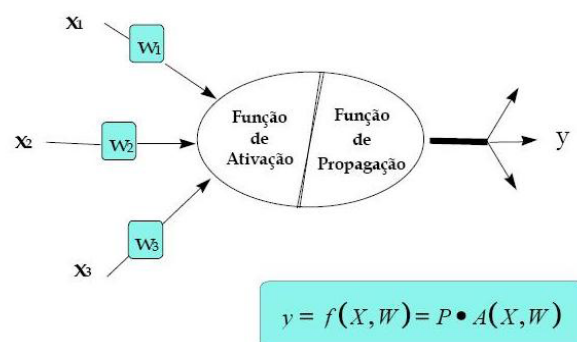 x1
w1
x2
w2
x3
w3
Função
de
Ativação
Função
de
Propagação
y
y = f(X,W) = P • A(X,W)